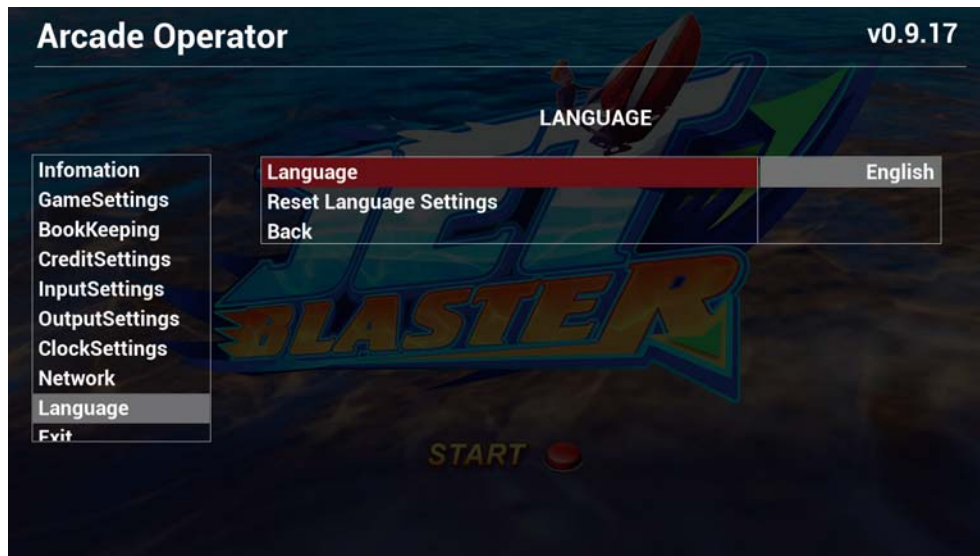 Arcade Operator
v0.9.17
LANGUAGE
Infomation
GameSettings
BookKeeping
CreditSettings
InputSettings
OutputSettings
ClockSettings
Network
Language
Exit
Language English
Reset Language Settings
Back
JET
BLASTER
START